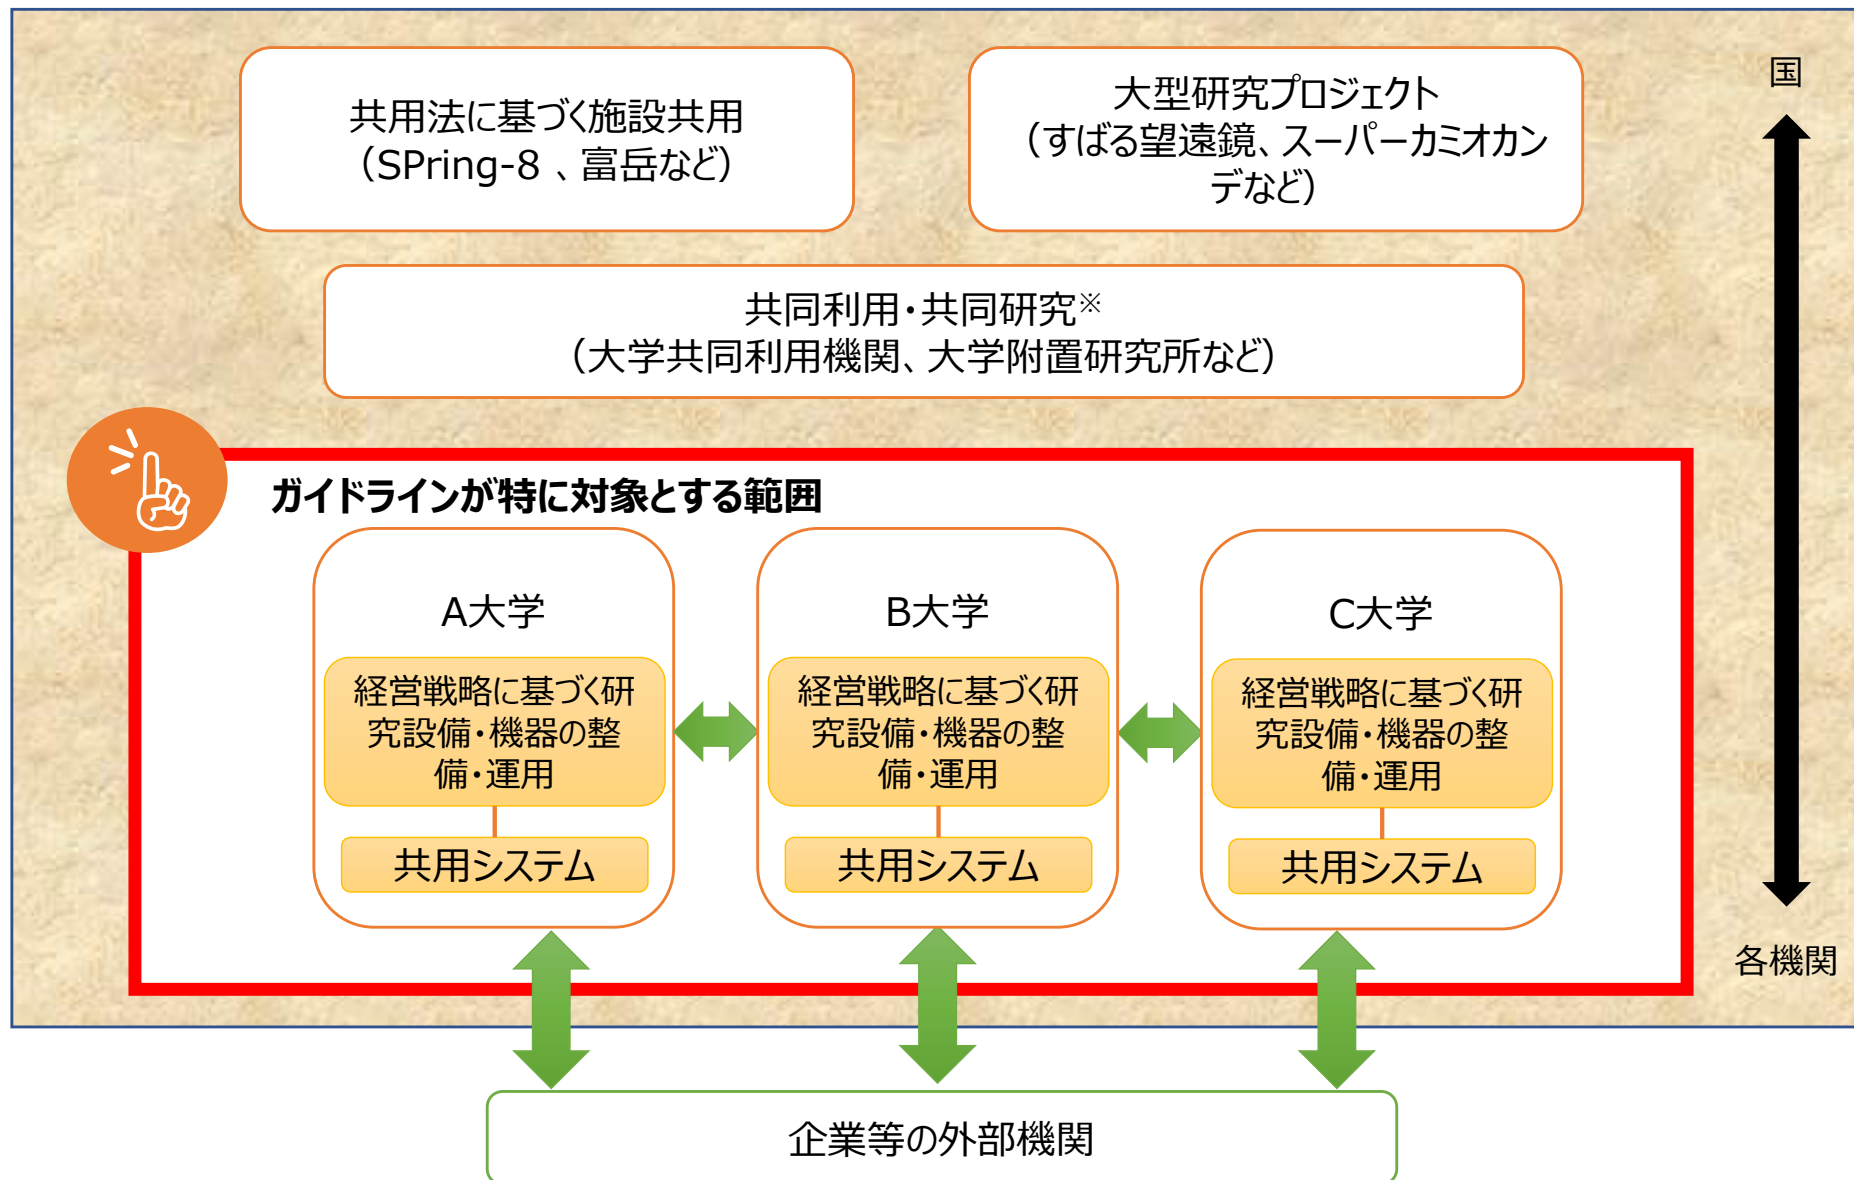 共用法に基づく施設共用
（SPring-8 、富岳など）
大型研究プロジェクト
（すばる望遠鏡、スーパーカミオカン
デなど）
国
共同利用・共同研究※
（大学共同利用機関、大学附置研究所など）
ガイドラインが特に対象とする範囲
A大学
経営戦略に基づく研
究設備・機器の整
備・運用
共用システム
B大学
経営戦略に基づく研
究設備・機器の整
備・運用
共用システム
C大学
経営戦略に基づく研
究設備・機器の整
備・運用
共用システム
各機関
企業等の外部機関